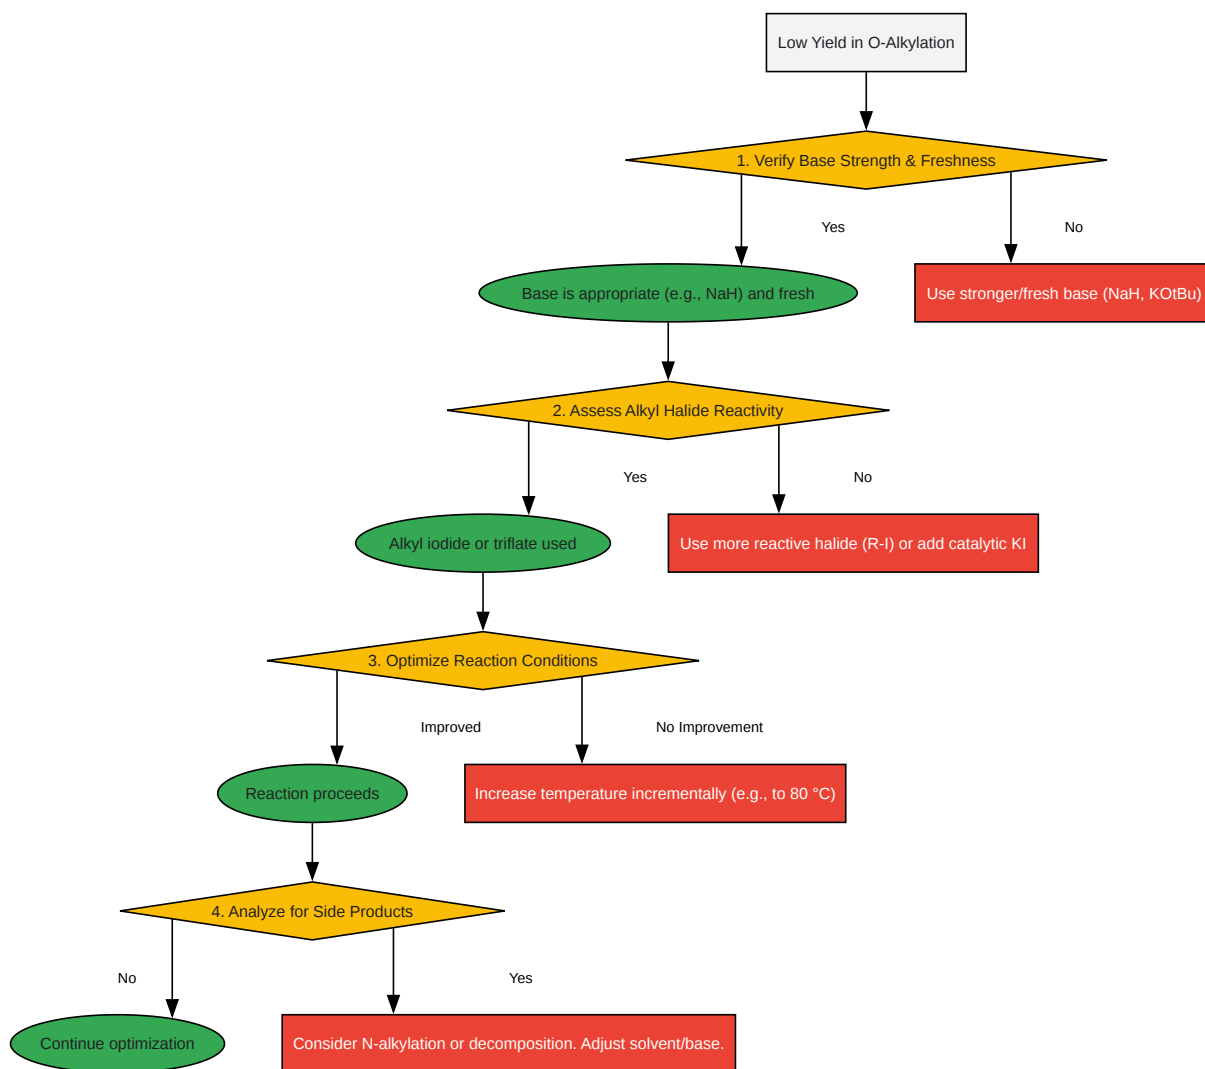 Low Yield in O-Alkylation
1. Verify Base Strength & Freshness
Yes
No
Base is appropriate (e.g., NaH) and fresh
Use stronger/fresh base (NaH, KOtBu)
2. Assess Alkyl Halide Reactivity
Yes
No
Alkyl iodide or triflate used
Use more reactive halide (R-I) or add catalytic KI
3. Optimize Reaction Conditions
Improved
No Improvement
Reaction proceeds
Increase temperature incrementally (e.g., to 80 °C)
4. Analyze for Side Products
No
Yes
Continue optimization
Consider N-alkylation or decomposition. Adjust solvent/base.